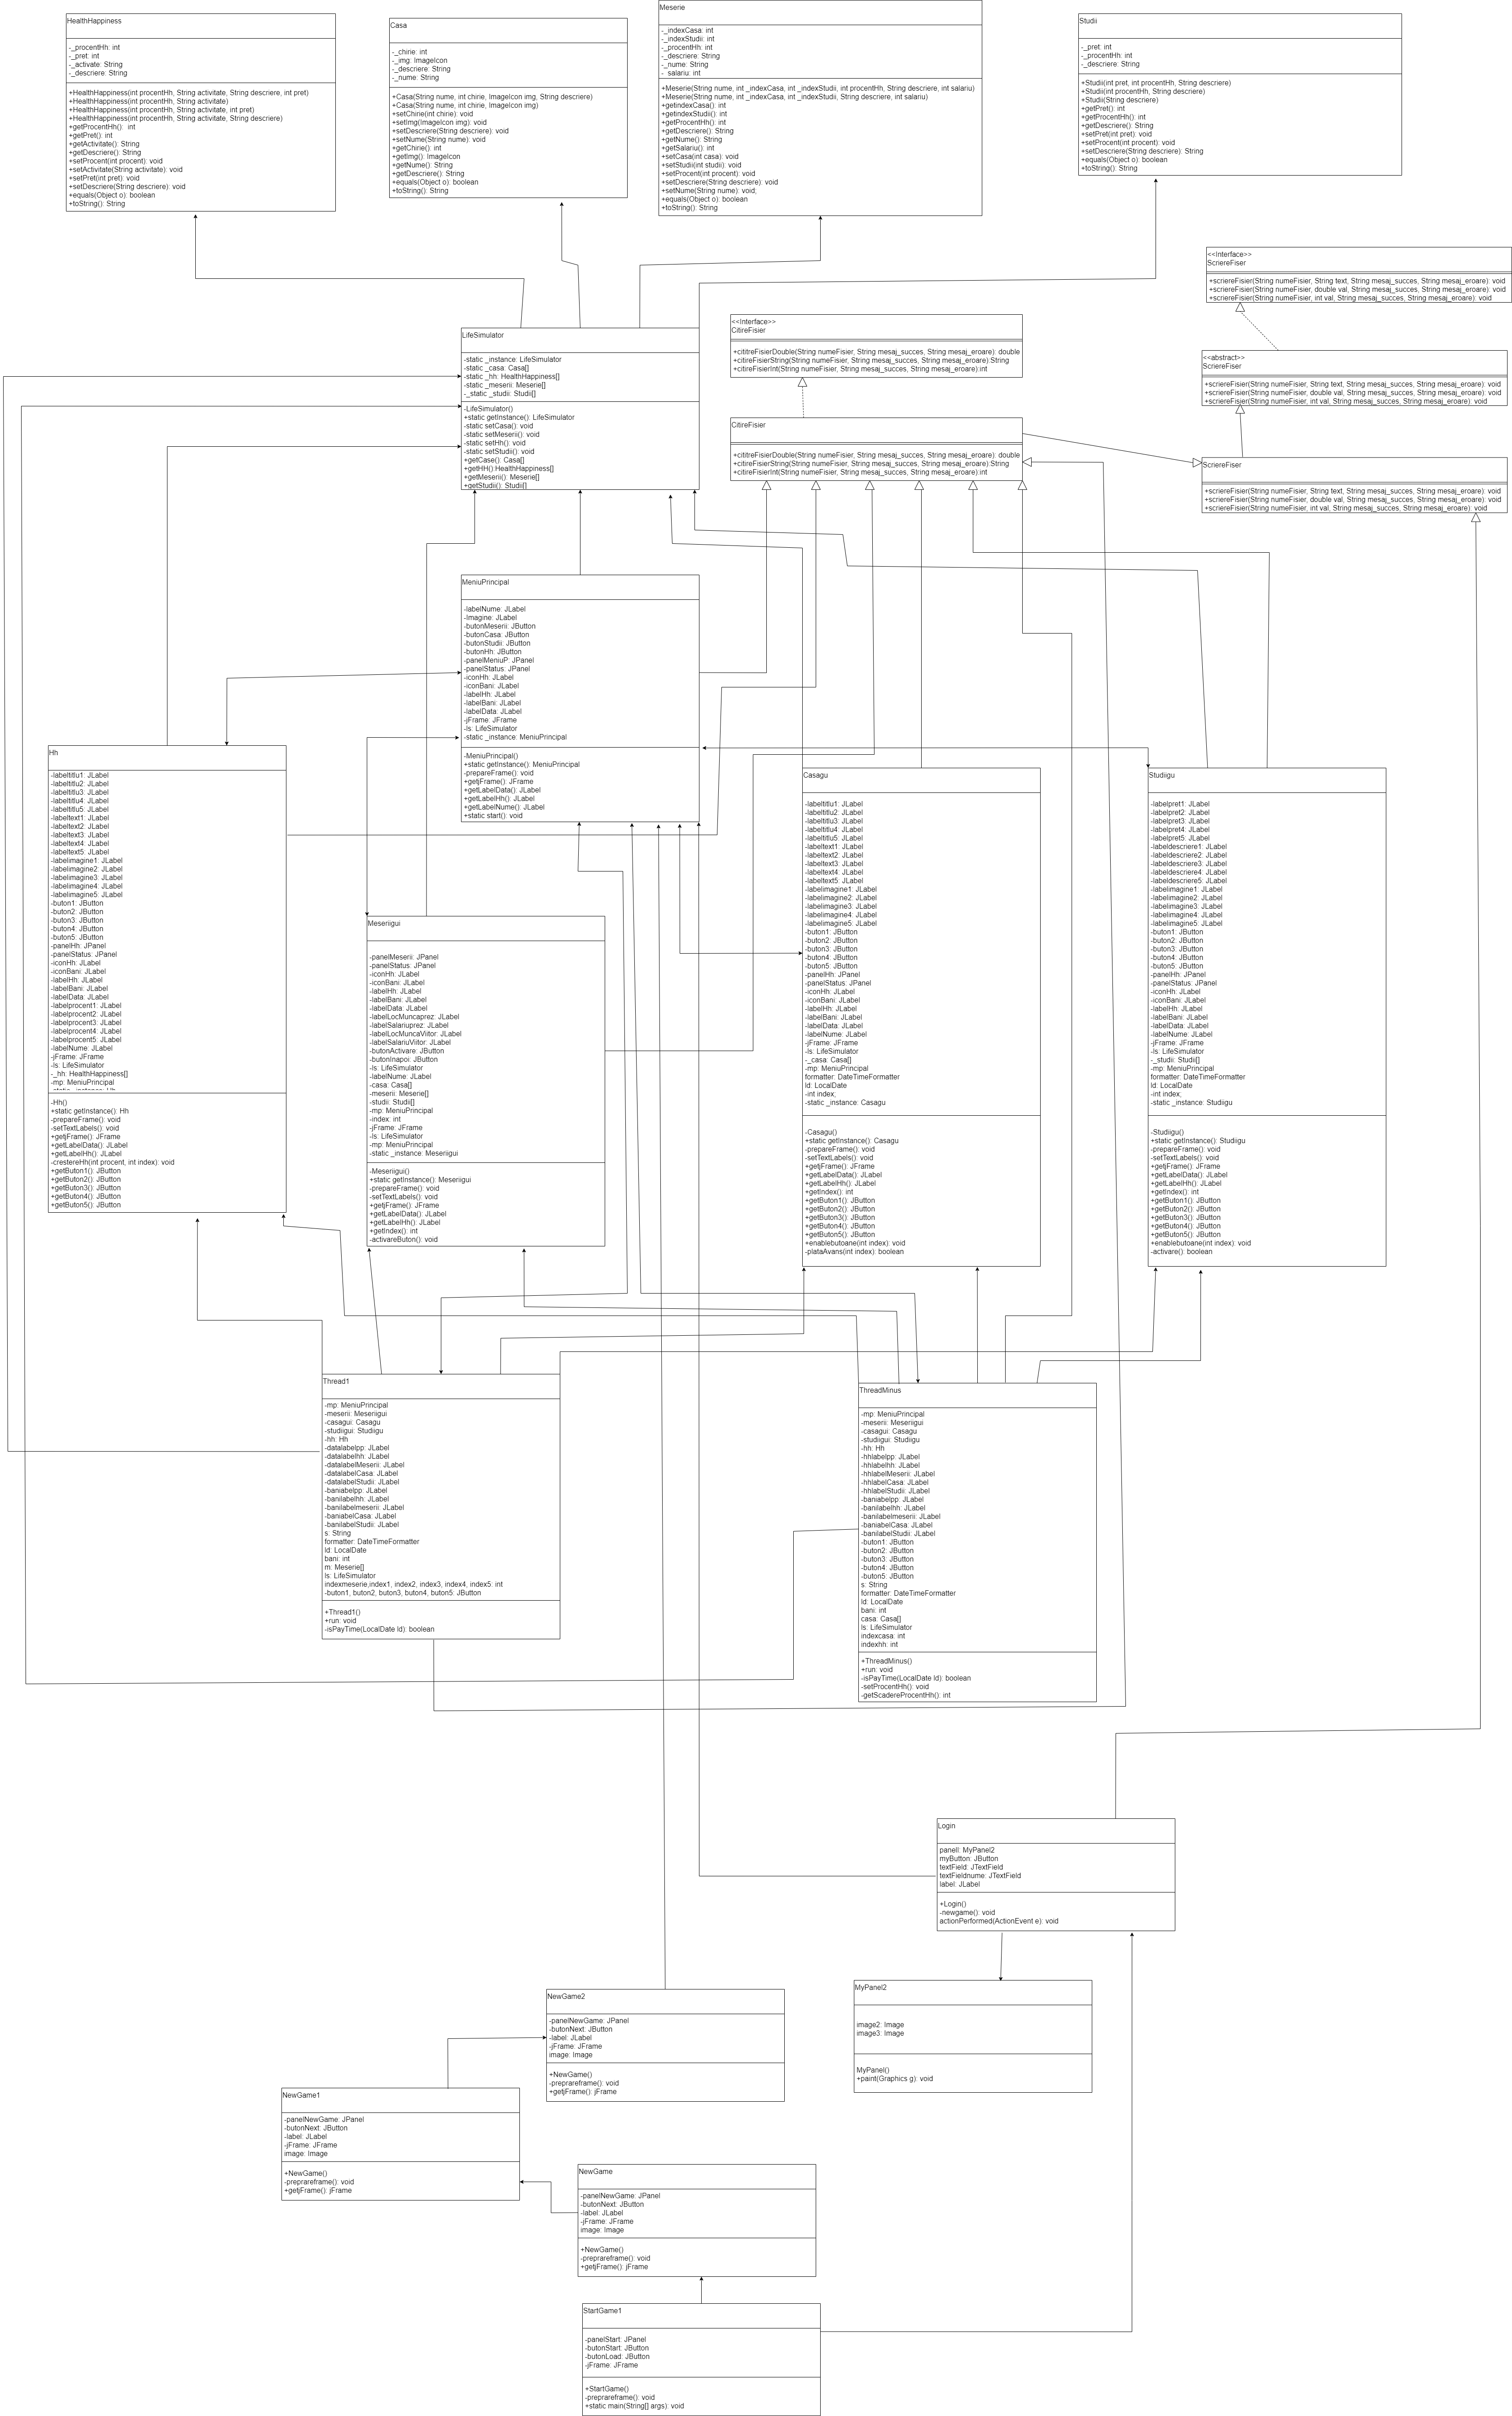 HealthHappiness
-_procentHh: int
-_pret: int
-_activate: String
-_descriere: String
+HealthHappiness(int procentHh, String activitate, String descriere, int pret)
+HealthHappiness(int procentHh, String activitate)
+HealthHappiness(int procentHh, String activitate, int pret)
+HealthHappiness(int procentHh, String activitate, String descriere)
+getProcentHh():  int
+getPret(): int
+getActivitate(): String
+getDescriere(): String
+setProcent(int procent): void
+setActivitate(String activitate): void
+setPret(int pret): void
+setDescriere(String descriere): void
+equals(Object o): boolean
+toString(): String
Casa
-_chirie: int
-_img: ImageIcon
-_descriere: String
-_nume: String
+Casa(String nume, int chirie, ImageIcon img, String descriere)
+Casa(String nume, int chirie, ImageIcon img)
+setChirie(int chirie): void
+setImg(ImageIcon img): void
+setDescriere(String descriere): void
+setNume(String nume): void
+getChirie(): int
+getImg(): ImageIcon
+getNume(): String
+getDescriere(): String
+equals(Object o): boolean
+toString(): String
Meserie
-_indexCasa: int
-_indexStudii: int
-_procentHh: int
-_descriere: String
-_nume: String
-_salariu: int
+Meserie(String nume, int _indexCasa, int _indexStudii, int procentHh, String descriere, int salariu)
+Meserie(String nume, int _indexCasa, int _indexStudii, String descriere, int salariu)
+getindexCasa(): int
+getindexStudii(): int
+getProcentHh(): int
+getDescriere(): String
+getNume(): String
+getSalariu(): int
+setCasa(int casa): void
+setStudii(int studii): void
+setProcent(int procent): void
+setDescriere(String descriere): void
+setNume(String nume): void;
+equals(Object o): boolean
+toString(): String
Studii
-_pret: int
-_procentHh: int
-_descriere: String
+Studii(int pret, int procentHh, String descriere)
+Studii(int procentHh, String descriere)
+Studii(String descriere)
+getPret(): int
+getProcentHh(): int
+getDescriere(): String
+setPret(int pret): void
+setProcent(int procent): void
+setDescriere(String descriere): String
+equals(Object o): boolean
+toString(): String
<<Interface>>
ScriereFiser
+scriereFisier(String numeFisier, String text, String mesaj_succes, String mesaj_eroare): void
+scriereFisier(String numeFisier, double val, String mesaj_succes, String mesaj_eroare): void
+scriereFisier(String numeFisier, int val, String mesaj_succes, String mesaj_eroare): void
LifeSimulator
-static _instance: LifeSimulator
-static _casa: Casa[]
-static _hh: HealthHappiness[]
-static _meserii: Meserie[]
-_static _studii: Studii[]
-LifeSimulator()
+static getInstance(): LifeSimulator
-static setCasa(): void
-static setMeserii(): void
-static setHh(): void
-static setStudii(): void
+getCase(): Casa[]
+getHH():HealthHappiness[]
+getMeserii(): Meserie[]
+getStudii(): Studii[]
<<Interface>>
CitireFisier
+cititreFisierDouble(String numeFisier, String mesaj_succes, String mesaj_eroare): double
+citireFisierString(String numeFisier, String mesaj_succes, String mesaj_eroare):String
+citireFisierInt(String numeFisier, String mesaj_succes, String mesaj_eroare):int
<<abstract>>
ScriereFiser
+scriereFisier(String numeFisier, String text, String mesaj_succes, String mesaj_eroare): void
+scriereFisier(String numeFisier, double val, String mesaj_succes, String mesaj_eroare): void
+scriereFisier(String numeFisier, int val, String mesaj_succes, String mesaj_eroare): void
CitireFisier
+cititreFisierDouble(String numeFisier, String mesaj_succes, String mesaj_eroare): double
+citireFisierString(String numeFisier, String mesaj_succes, String mesaj_eroare):String
+citireFisierInt(String numeFisier, String mesaj_succes, String mesaj_eroare):int
ScriereFiser
+scriereFisier(String numeFisier, String text, String mesaj_succes, String mesaj_eroare): void
+scriereFisier(String numeFisier, double val, String mesaj_succes, String mesaj_eroare): void
+scriereFisier(String numeFisier, int val, String mesaj_succes, String mesaj_eroare): void
MeniuPrincipal
-labelNume: JLabel
-Imagine: JLabel
-butonMeserii: JButton
-butonCasa: JButton
-butonStudii: JButton
-butonHh: JButton
-panelMeniuP: JPanel
-panelStatus: JPanel
-iconHh: JLabel
-iconBani: JLabel
-labelHh: JLabel
-labelBani: JLabel
-labelData: JLabel
-jFrame: JFrame
-ls: LifeSimulator
-static _instance: MeniuPrincipal
-MeniuPrincipal()
+static getInstance(): MeniuPrincipal
-prepareFrame(): void
+getjFrame(): JFrame
+getLabelData(): JLabel
+getLabelHh(): JLabel
+getLabelNume(): JLabel
+static start(): void
Hh
-labeltitlu1: JLabel
-labeltitlu2: JLabel
-labeltitlu3: JLabel
-labeltitlu4: JLabel
-labeltitlu5: JLabel
-labeltext1: JLabel
-labeltext2: JLabel
-labeltext3: JLabel
-labeltext4: JLabel
-labeltext5: JLabel
-labelimagine1: JLabel
-labelimagine2: JLabel
-labelimagine3: JLabel
-labelimagine4: JLabel
-labelimagine5: JLabel
-buton1: JButton
-buton2: JButton
-buton3: JButton
-buton4: JButton
-buton5: JButton
-panelHh: JPanel
-panelStatus: JPanel
-iconHh: JLabel
-iconBani: JLabel
-labelHh: JLabel
-labelBani: JLabel
-labelData: JLabel
-labelprocent1: JLabel
-labelprocent2: JLabel
-labelprocent3: JLabel
-labelprocent4: JLabel
-labelprocent5: JLabel
-labelNume: JLabel
-jFrame: JFrame
-ls: LifeSimulator
-_hh: HealthHappiness[]
-mp: MeniuPrincipal
-Hh()
+static getInstance(): Hh
-prepareFrame(): void
-setTextLabels(): void
+getjFrame(): JFrame
+getLabelData(): JLabel
+getLabelHh(): JLabel
-crestereHh(int procent, int index): void
+getButon1(): JButton
+getButon2(): JButton
+getButon3(): JButton
+getButon4(): JButton
+getButon5(): JButton
Meseriigui
-panelMeserii: JPanel
-panelStatus: JPanel
-iconHh: JLabel
-iconBani: JLabel
-labelHh: JLabel
-labelBani: JLabel
-labelData: JLabel
-labelLocMuncaprez: JLabel
-labelSalariuprez: JLabel
-labelLocMuncaViitor: JLabel
-labelSalariuViitor: JLabel
-butonActivare: JButton
-butonInapoi: JButton
-ls: LifeSimulator
-labelNume: JLabel
-casa: Casa[]
-meserii: Meserie[]
-studii: Studii[]
-mp: MeniuPrincipal
-index: int
-jFrame: JFrame
-ls: LifeSimulator
-mp: MeniuPrincipal
-static _instance: Meseriigui
-Meseriigui()
+static getInstance(): Meseriigui
-prepareFrame(): void
-setTextLabels(): void
+getjFrame(): JFrame
+getLabelData(): JLabel
+getLabelHh(): JLabel
+getIndex(): int
-activareButon(): void
Casagu
-labeltitlu1: JLabel
-labeltitlu2: JLabel
-labeltitlu3: JLabel
-labeltitlu4: JLabel
-labeltitlu5: JLabel
-labeltext1: JLabel
-labeltext2: JLabel
-labeltext3: JLabel
-labeltext4: JLabel
-labeltext5: JLabel
-labelimagine1: JLabel
-labelimagine2: JLabel
-labelimagine3: JLabel
-labelimagine4: JLabel
-labelimagine5: JLabel
-buton1: JButton
-buton2: JButton
-buton3: JButton
-buton4: JButton
-buton5: JButton
-panelHh: JPanel
-panelStatus: JPanel
-iconHh: JLabel
-iconBani: JLabel
-labelHh: JLabel
-labelBani: JLabel
-labelData: JLabel
-labelNume: JLabel
-jFrame: JFrame
-ls: LifeSimulator
-_casa: Casa[]
-mp: MeniuPrincipal
formatter: DateTimeFormatter
ld: LocalDate
-int index;
-static _instance: Casagu
-Casagu()
+static getInstance(): Casagu
-prepareFrame(): void
-setTextLabels(): void
+getjFrame(): JFrame
+getLabelData(): JLabel
+getLabelHh(): JLabel
+getIndex(): int
+getButon1(): JButton
+getButon2(): JButton
+getButon3(): JButton
+getButon4(): JButton
+getButon5(): JButton
+enablebutoane(int index): void
-plataAvans(int index): boolean
Studiigu
-labelpret1: JLabel
-labelpret2: JLabel
-labelpret3: JLabel
-labelpret4: JLabel
-labelpret5: JLabel
-labeldescriere1: JLabel
-labeldescriere2: JLabel
-labeldescriere3: JLabel
-labeldescriere4: JLabel
-labeldescriere5: JLabel
-labelimagine1: JLabel
-labelimagine2: JLabel
-labelimagine3: JLabel
-labelimagine4: JLabel
-labelimagine5: JLabel
-buton1: JButton
-buton2: JButton
-buton3: JButton
-buton4: JButton
-buton5: JButton
-panelHh: JPanel
-panelStatus: JPanel
-iconHh: JLabel
-iconBani: JLabel
-labelHh: JLabel
-labelBani: JLabel
-labelData: JLabel
-labelNume: JLabel
-jFrame: JFrame
-ls: LifeSimulator
-_studii: Studii[]
-mp: MeniuPrincipal
formatter: DateTimeFormatter
ld: LocalDate
-int index;
-static _instance: Studiigu
-Studiigu()
+static getInstance(): Studiigu
-prepareFrame(): void
-setTextLabels(): void
+getjFrame(): JFrame
+getLabelData(): JLabel
+getLabelHh(): JLabel
+getIndex(): int
+getButon1(): JButton
+getButon2(): JButton
+getButon3(): JButton
+getButon4(): JButton
+getButon5(): JButton
+enablebutoane(int index): void
-activare(): boolean
Thread1
-mp: MeniuPrincipal
-meserii: Meseriigui
-casagui: Casagu
-studiigui: Studiigu
-hh: Hh
-datalabelpp: JLabel
-datalabelhh: JLabel
-datalabelMeserii: JLabel
-datalabelCasa: JLabel
-datalabelStudii: JLabel
-baniabelpp: JLabel
-banilabelhh: JLabel
-banilabelmeserii: JLabel
-baniabelCasa: JLabel
-banilabelStudii: JLabel
s: String
formatter: DateTimeFormatter
ld: LocalDate
bani: int
m: Meserie[]
ls: LifeSimulator
indexmeserie,index1, index2, index3, index4, index5: int
-buton1, buton2, buton3, buton4, buton5: JButton
+Thread1()
+run: void
-isPayTime(LocalDate ld): boolean
ThreadMinus
-mp: MeniuPrincipal
-meserii: Meseriigui
-casagui: Casagu
-studiigui: Studiigu
-hh: Hh
-hhlabelpp: JLabel
-hhlabelhh: JLabel
-hhlabelMeserii: JLabel
-hhlabelCasa: JLabel
-hhlabelStudii: JLabel
-baniabelpp: JLabel
-banilabelhh: JLabel
-banilabelmeserii: JLabel
-baniabelCasa: JLabel
-banilabelStudii: JLabel
-buton1: JButton
-buton2: JButton
-buton3: JButton
-buton4: JButton
-buton5: JButton
s: String
formatter: DateTimeFormatter
ld: LocalDate
bani: int
casa: Casa[]
ls: LifeSimulator
indexcasa: int
indexhh: int
+ThreadMinus()
+run: void
-isPayTime(LocalDate ld): boolean
-setProcentHh(): void
-getScadereProcentHh(): int
Login
panell: MyPanel2
myButton: JButton
textField: JTextField
textFieldnume: JTextField
label: JLabel
+Login()
-newgame(): void
actionPerformed(ActionEvent e): void
MyPanel2
image2: Image
image3: Image
MyPanel()
+paint(Graphics g): void
NewGame2
-panelNewGame: JPanel
-butonNext: JButton
-label: JLabel
-jFrame: JFrame
image: Image
+NewGame()
-preprareframe(): void
+getjFrame(): jFrame
NewGame1
-panelNewGame: JPanel
-butonNext: JButton
-label: JLabel
-jFrame: JFrame
image: Image
+NewGame()
-preprareframe(): void
+getjFrame(): jFrame
NewGame
-panelNewGame: JPanel
-butonNext: JButton
-label: JLabel
-jFrame: JFrame
image: Image
+NewGame()
-preprareframe(): void
+getjFrame(): jFrame
StartGame1
-panelStart: JPanel
-butonStart: JButton
-butonLoad: JButton
-jFrame: JFrame
+StartGame()
-preprareframe(): void
+static main(String[] args): void